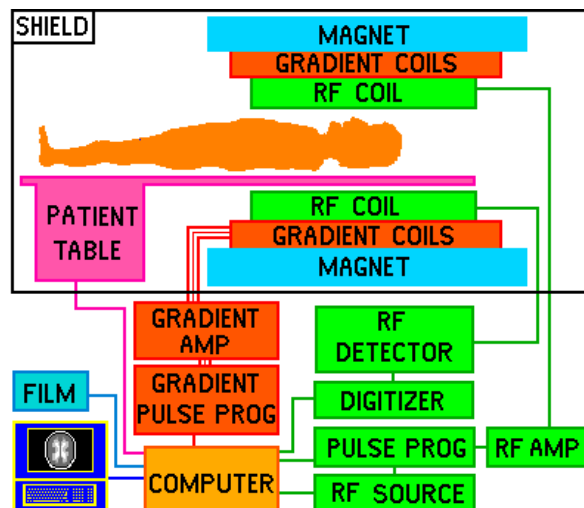 SHIELD
MAGNET
GRADIENT COILS
RF COIL
RF COIL
GRADIENT COILS
MAGNET
PATIENT
TABLE
GRADIENT
AMP
RF
DETECTOR
GRADIENT
PULSE PROG
FILM
DIGITIZER
PULSE PROG
RF AMP
COMPUTER
RF SOURCE